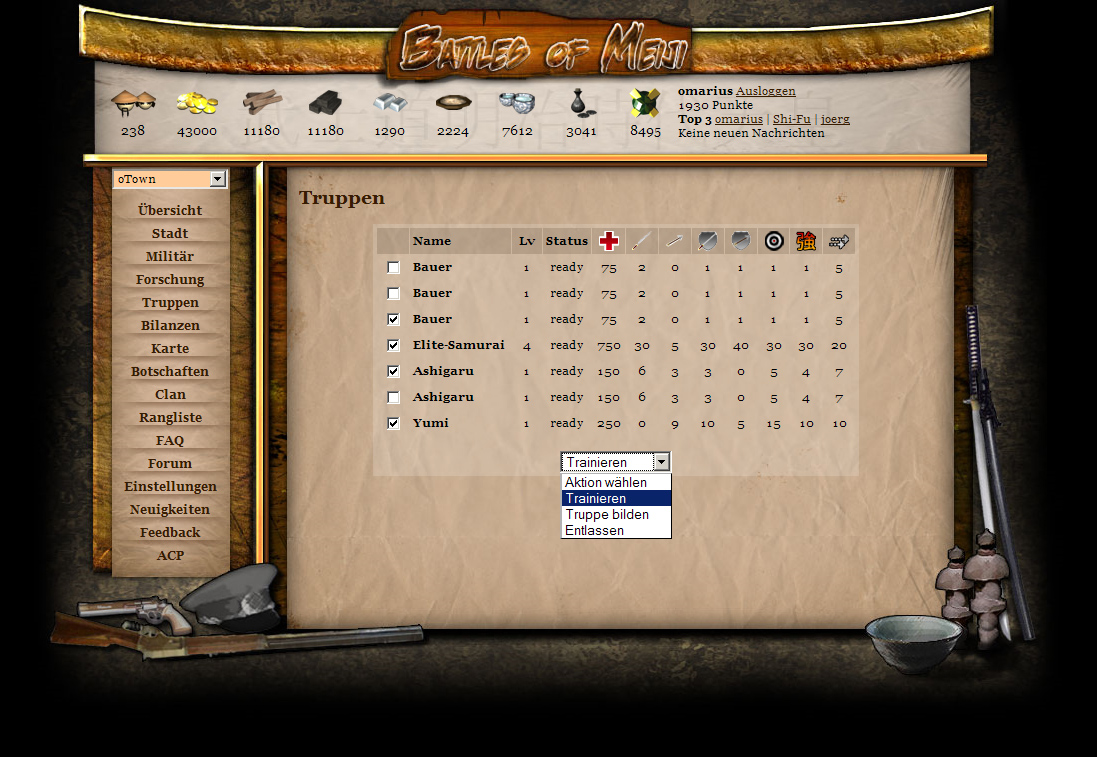 Battles of Meiji
238 43000 11180 11180 1290 2224 7612 3041 8495
omarius Ausloggen
1930 Punkte
Top 3 omarius | Shi-Fu | joerg
Keine neuen Nachrichten
oTown
Übersicht
Stadt
Militär
Forschung
Truppen
Bilanzen
Karte
Botschaften
Clan
Rangliste
FAQ
Forum
Einstellungen
Neuigkeiten
Feedback
ACP
Truppen
Name Lv Status 強
Bauer 1 ready 75 2 0 1 1 1 1 5
Bauer 1 ready 75 2 0 1 1 1 1 5
Bauer 1 ready 75 2 0 1 1 1 1 5
Elite-Samurai 4 ready 750 30 5 30 40 30 30 20
Ashigaru 1 ready 150 6 3 3 0 5 4 7
Ashigaru 1 ready 150 6 3 3 0 5 4 7
Yumi 1 ready 250 0 9 10 5 15 10 10
Trainieren
Aktion wählen
Trainieren
Truppe bilden
Entlassen